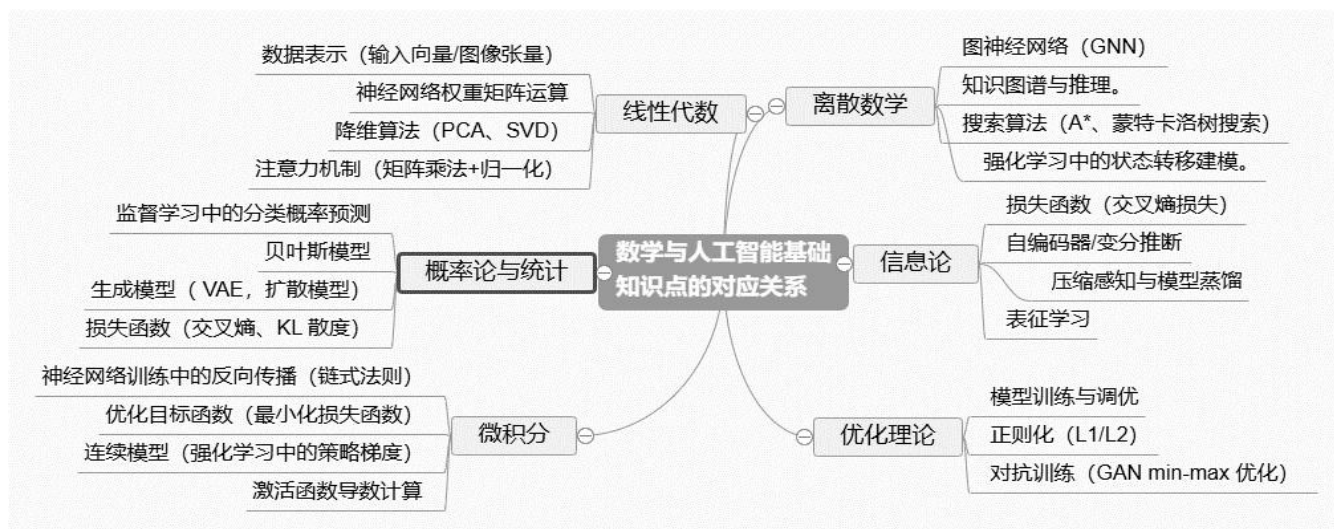 数学与人工智能基础
知识点的对应关系
线性代数
数据表示（输入向量/图像张量）
神经网络权重矩阵运算
降维算法（PCA、SVD）
注意力机制（矩阵乘法+归一化）
概率论与统计
监督学习中的分类概率预测
贝叶斯模型
生成模型（ VAE，扩散模型）
损失函数（交叉熵、KL 散度）
微积分
神经网络训练中的反向传播（链式法则）
优化目标函数（最小化损失函数）
连续模型（强化学习中的策略梯度）
激活函数导数计算
离散数学
图神经网络（GNN）
知识图谱与推理。
搜索算法（A*、蒙特卡洛树搜索）
强化学习中的状态转移建模。
信息论
损失函数（交叉熵损失）
自编码器/变分推断
压缩感知与模型蒸馏
表征学习
优化理论
模型训练与调优
正则化（L1/L2）
对抗训练（GAN min-max 优化）